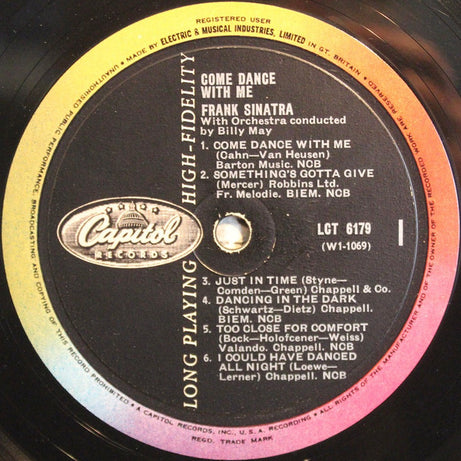 REGISTERED USER
MADE BY ELECTRIC & MUSICAL INDUSTRIES, LIMITED IN GT. BRITAIN •
ALL RIGHTS OF THE MANUFACTURER AND OF THE OWNER OF THE RECORDED WORK ARE RESERVED
UNAUTHORISED PUBLIC PERFORMANCE, BROADCASTING AND COPYING OF THIS RECORD PROHIBITED •
A CAPITOL RECORDS, INC., U.S.A. RECORDING
REGD. TRADE MARK
LONG PLAYING HIGH-FIDELITY
Capitol
RECORDS
COME DANCE
WITH ME
FRANK SINATRA
With Orchestra conducted
by Billy May
1. COME DANCE WITH ME
(Cahn—Van Heusen)
Barton Music. NCB
2. SOMETHING'S GOTTA GIVE
(Mercer) Robbins Ltd.
Fr. Melodie. BIEM. NCB
LCT 6179
(W1-1069)
I
3. JUST IN TIME (Styne—
Comden—Green) Chappell & Co.
4. DANCING IN THE DARK
(Schwartz—Dietz) Chappell.
BIEM. NCB
5. TOO CLOSE FOR COMFORT
(Bock—Holofcener—Weiss)
Valando. Chappell. NCB
6. I COULD HAVE DANCED
ALL NIGHT (Loewe—
Lerner) Chappell. NCB